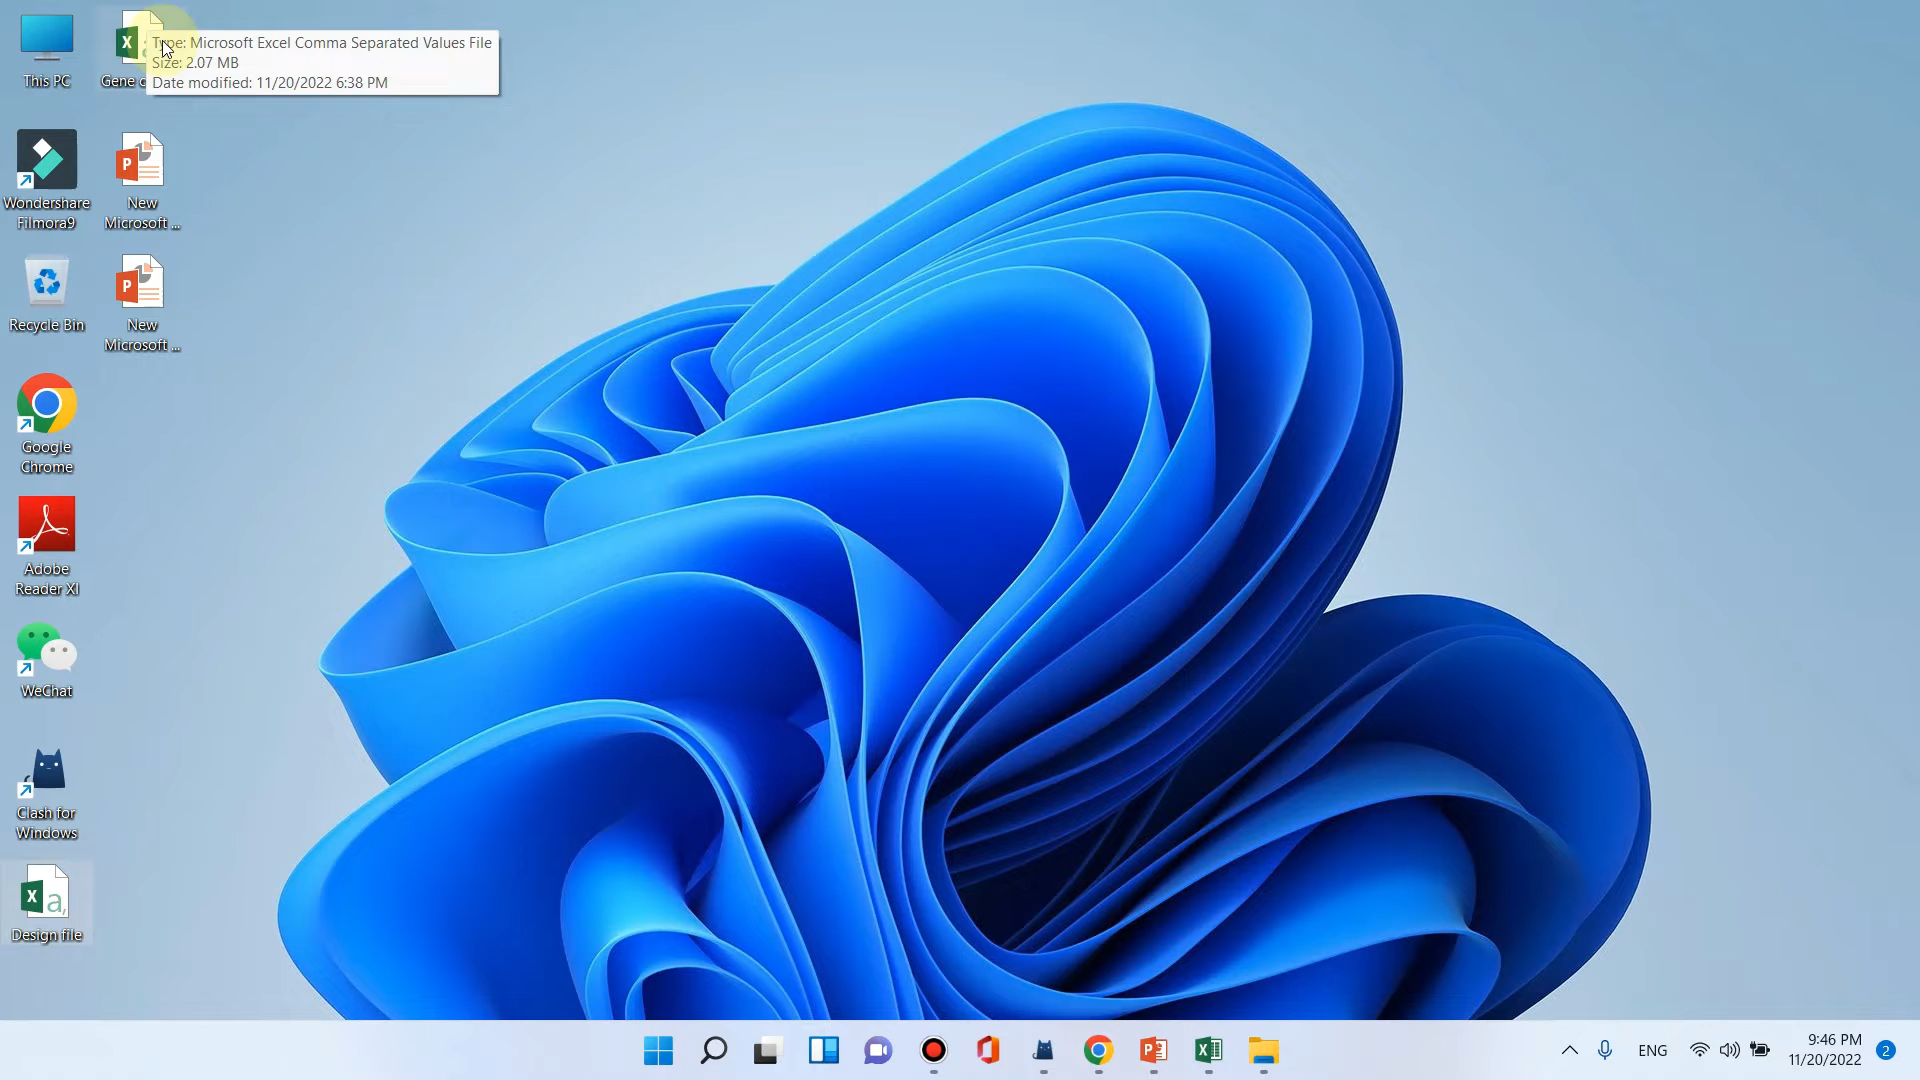 This PC
Gene c
Type: Microsoft Excel Comma Separated Values File
Size: 2.07 MB
Date modified: 11/20/2022 6:38 PM
Wondershare
Filmora9
New
Microsoft ...
Recycle Bin
New
Microsoft ...
Google
Chrome
Adobe
Reader XI
WeChat
Clash for
Windows
Design file
ENG
9:46 PM
11/20/2022
2